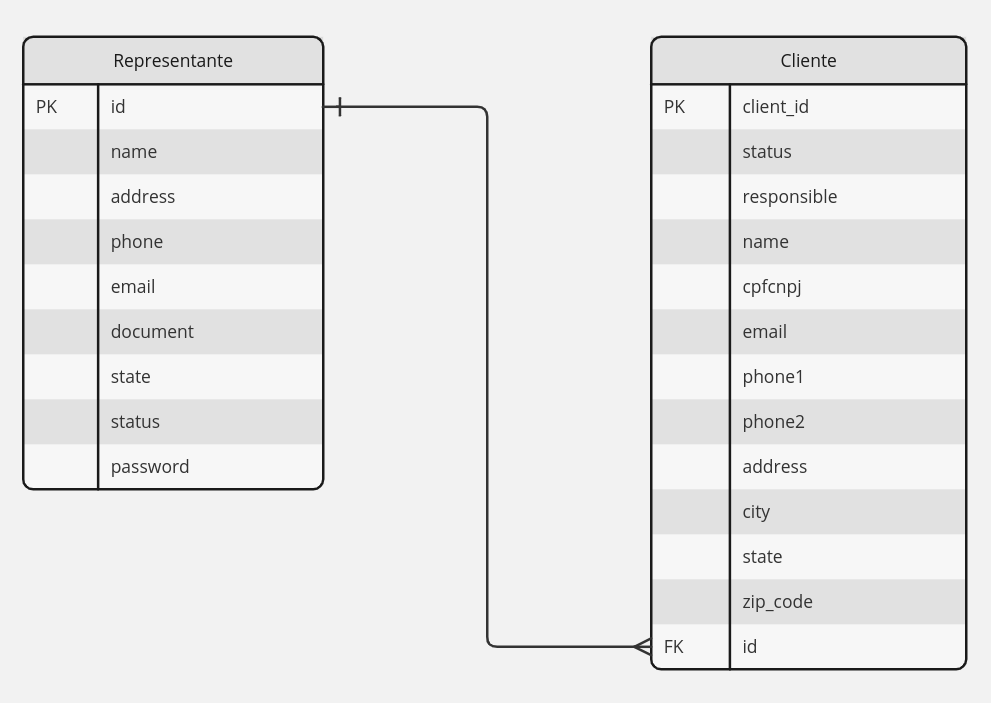 Representante
PK id
name
address
phone
email
document
state
status
password
Cliente
PK client_id
status
responsible
name
cpfcnpj
email
phone1
phone2
address
city
state
zip_code
FK id